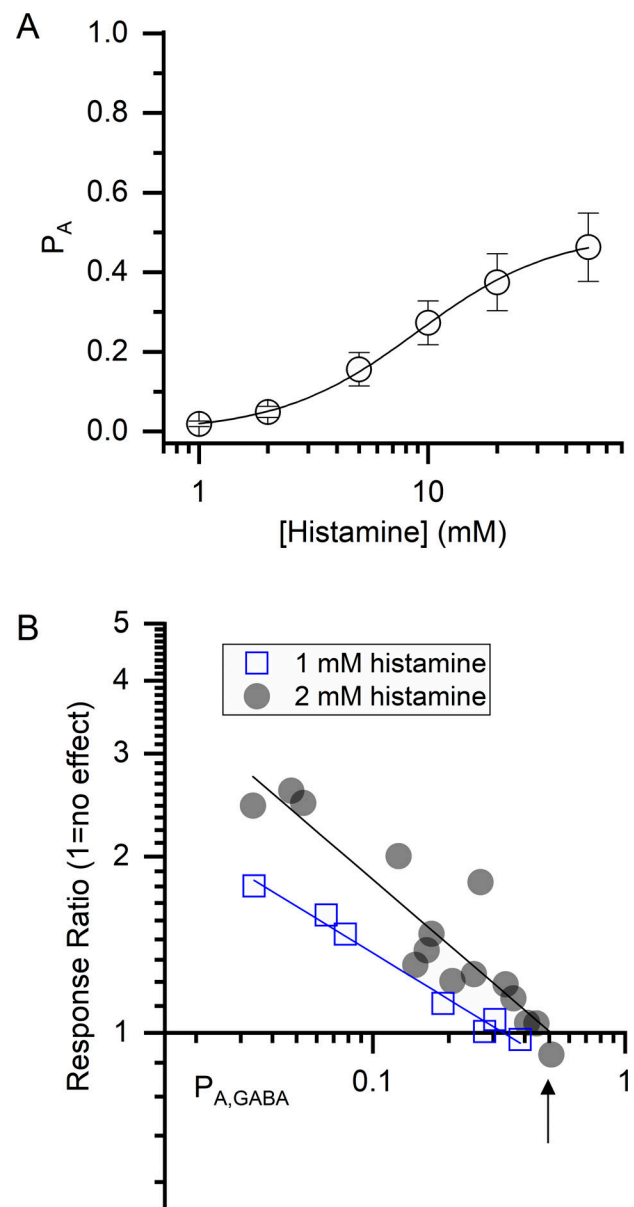 A
1.0
0.8
0.6
0.4
0.2
0.0
P_A
1
10
[Histamine] (mM)
B
5
4
3
2
1
Response Ratio (1=no effect)
1 mM histamine
2 mM histamine
P_A,GABA
0.1
1